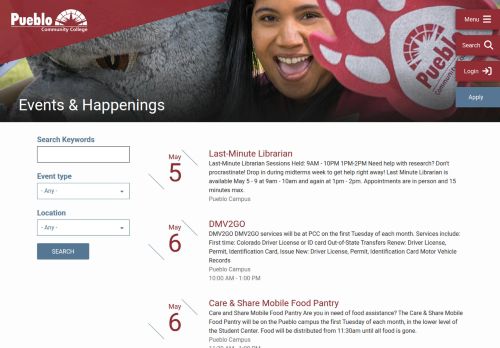 Pueblo
Community College
Menu
Search
Login
Apply
Pueblo
Community College
Events & Happenings
Search Keywords
Event type
- Any -
Location
- Any -
SEARCH
May
5
Last-Minute Librarian
Last-Minute Librarian Sessions Held: 9AM - 10PM 1PM-2PM Need help with research? Don't
procrastinate! Drop in during midterms week to get help right away! Last Minute Librarian is
available May 5 - 9 at 9am - 10am and again at 1pm - 2pm. Appointments are in person and 15
minutes max.
Pueblo Campus
May
6
DMV2GO
DMV2GO DMV2GO services will be at PCC on the first Tuesday of each month. Services include:
First time: Colorado Driver License or ID card Out-of-State Transfers Renew: Driver License,
Permit, Identification Card, Issue New: Driver License, Permit, Identification Card Motor Vehicle
Records
Pueblo Campus
10:00 AM - 1:00 PM
May
6
Care & Share Mobile Food Pantry
Care and Share Mobile Food Pantry Are you in need of food assistance? The Care & Share Mobile
Food Pantry will be on the Pueblo campus the first Tuesday of each month, in the lower level of
the Student Center. Food will be distributed from 11:30am until all food is gone.
Pueblo Campus
11:30 AM - 1:00 PM